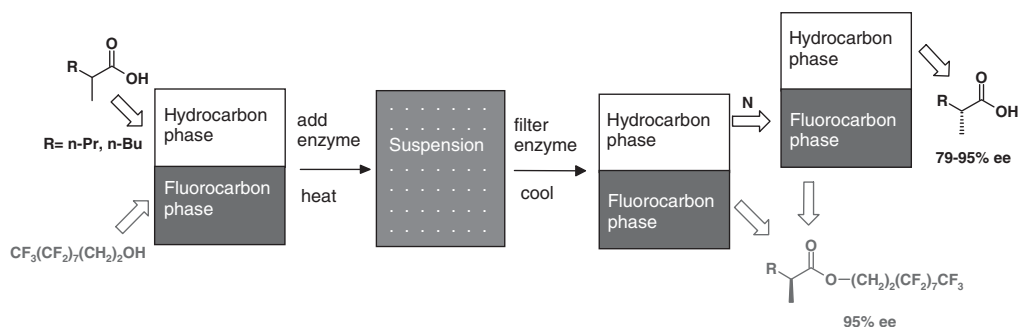 R
O
OH
R= n-Pr, n-Bu
CF₃(CF₂)₇(CH₂)₂OH
Hydrocarbon
phase
Fluorocarbon
phase
add
enzyme
heat
Suspension
filter
enzyme
cool
Hydrocarbon
phase
Fluorocarbon
phase
N
Hydrocarbon
phase
Fluorocarbon
phase
R
O
OH
79-95% ee
R
O
O—(CH₂)₂(CF₂)₇CF₃
95% ee